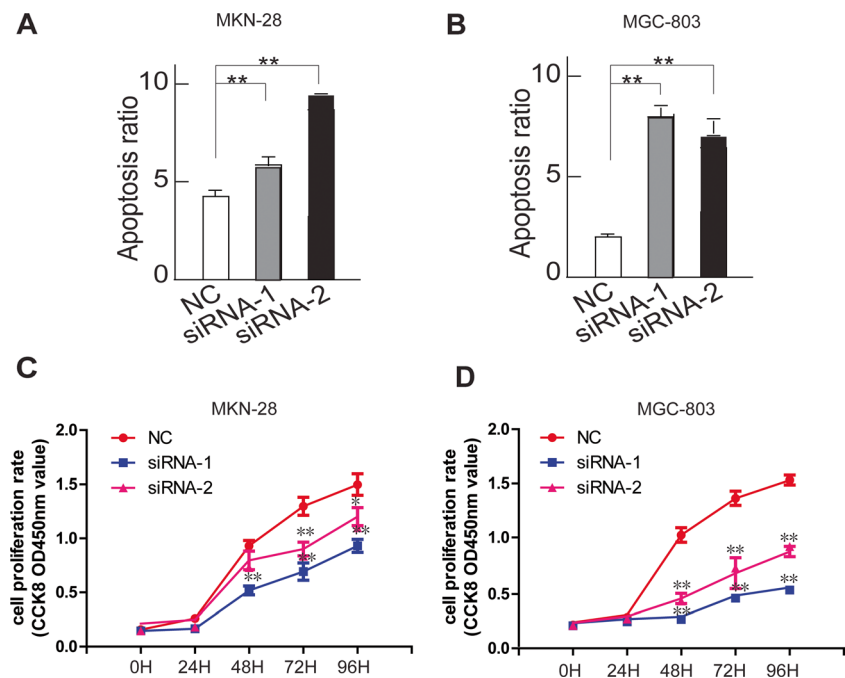 A
MKN-28
10
5
0
Apoptosis ratio
**
**
NC
siRNA-1
siRNA-2
B
MGC-803
10
5
0
Apoptosis ratio
**
**
NC
siRNA-1
siRNA-2
C
MKN-28
2.0
1.5
1.0
0.5
0.0
cell proliferation rate
(CCK8 OD450nm value)
NC
siRNA-1
siRNA-2
**
**
**
*
**
0H 24H 48H 72H 96H
D
MGC-803
2.0
1.5
1.0
0.5
0.0
cell proliferation rate
(CCK8 OD450nm value)
NC
siRNA-1
siRNA-2
**
**
**
**
**
**
0H 24H 48H 72H 96H